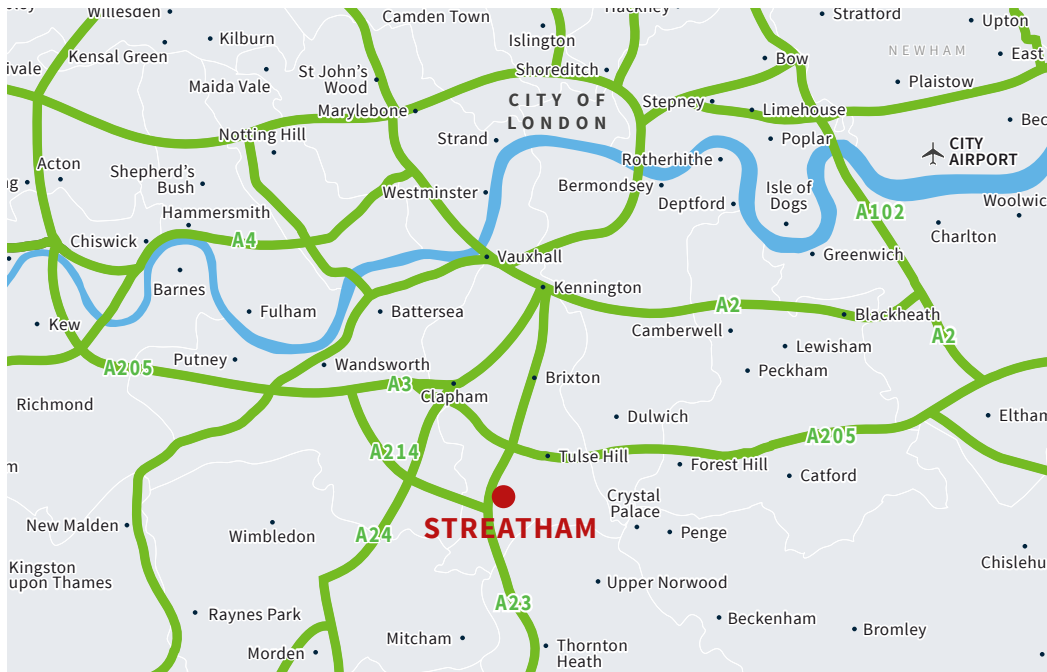 Willesden
Camden Town
Stratford
Upton
Kilburn
Islington
Kensal Green
NEWHAM
East
Bow
St John's
Wood
Shoreditch
Maida Vale
Plaistow
Stepney
CITY OF
LONDON
Marylebone
Limehouse
Notting Hill
Strand
Poplar
CITY
AIRPORT
Acton
Rotherhithe
Shepherd's
Bush
Westminster
Bermondsey
Isle of
Dogs
Deptford
Hammersmith
A102
Chiswick
A4
Charlton
Vauxhall
Greenwich
Barnes
Kennington
Fulham
Battersea
A2
Blackheath
Kew
Camberwell
A2
Putney
Wandsworth
Lewisham
A205
Peckham
A3
Brixton
Clapham
Richmond
Dulwich
A205
A214
Tulse Hill
Forest Hill
Catford
Crystal
Palace
STREATHAM
New Malden
Wimbledon
A24
Penge
Kingston
upon Thames
Upper Norwood
A23
Raynes Park
Beckenham
Bromley
Mitcham
Thornton
Heath
Morden